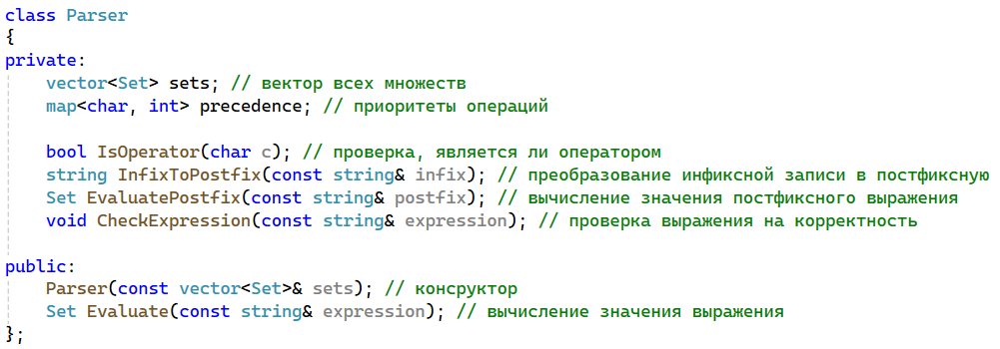 class Parser
{
private:
    vector<Set> sets; // вектор всех множеств
    map<char, int> precedence; // приоритеты операций
    bool IsOperator(char c); // проверка, является ли оператором
    string InfixToPostfix(const string& infix); // преобразование инфиксной записи в постфиксную
    Set EvaluatePostfix(const string& postfix); // вычисление значения постфиксного выражения
    void CheckExpression(const string& expression); // проверка выражения на корректность
public:
    Parser(const vector<Set>& sets); // консруктор
    Set Evaluate(const string& expression); // вычисление значения выражения
};